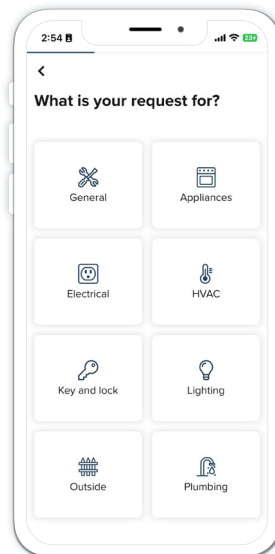 2:54
23+
What is your request for?
General
Appliances
Electrical
HVAC
Key and lock
Lighting
Outside
Plumbing